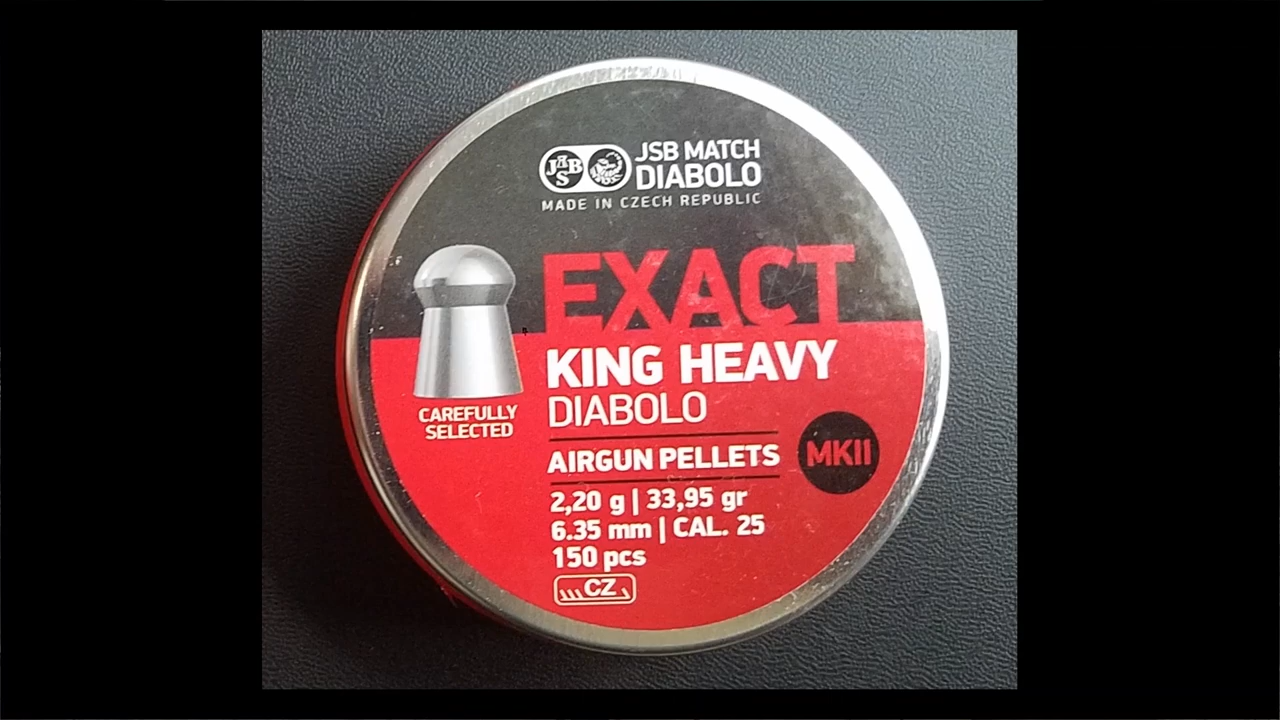 JSB
JSB MATCH
DIABOLO
MADE IN CZECH REPUBLIC
EXACT
KING HEAVY
DIABOLO
CAREFULLY
SELECTED
AIRGUN PELLETS
MKII
2,20 g | 33,95 gr
6.35 mm | CAL. 25
150 pcs
CZ